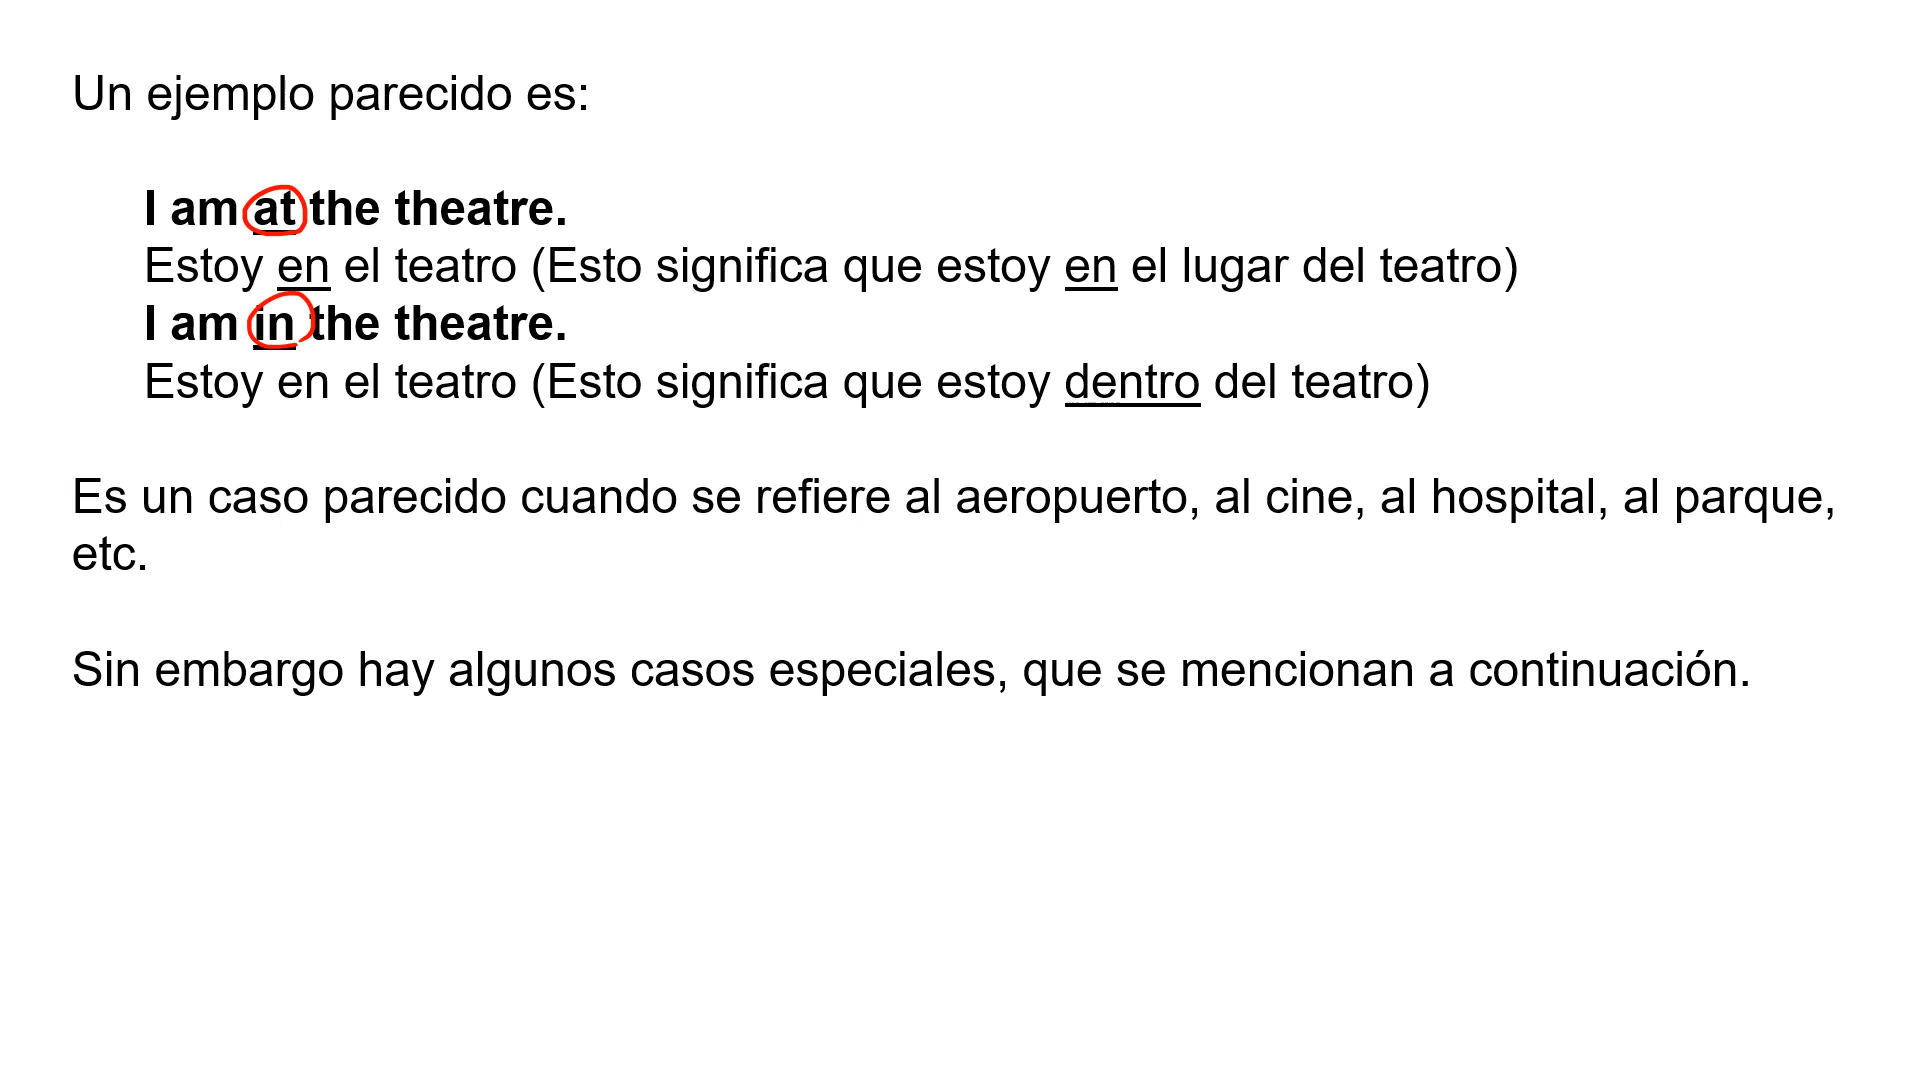 Un ejemplo parecido es:
I am at the theatre.
Estoy en el teatro (Esto significa que estoy en el lugar del teatro)
I am in the theatre.
Estoy en el teatro (Esto significa que estoy dentro del teatro)
Es un caso parecido cuando se refiere al aeropuerto, al cine, al hospital, al parque,
etc.
Sin embargo hay algunos casos especiales, que se mencionan a continuación.